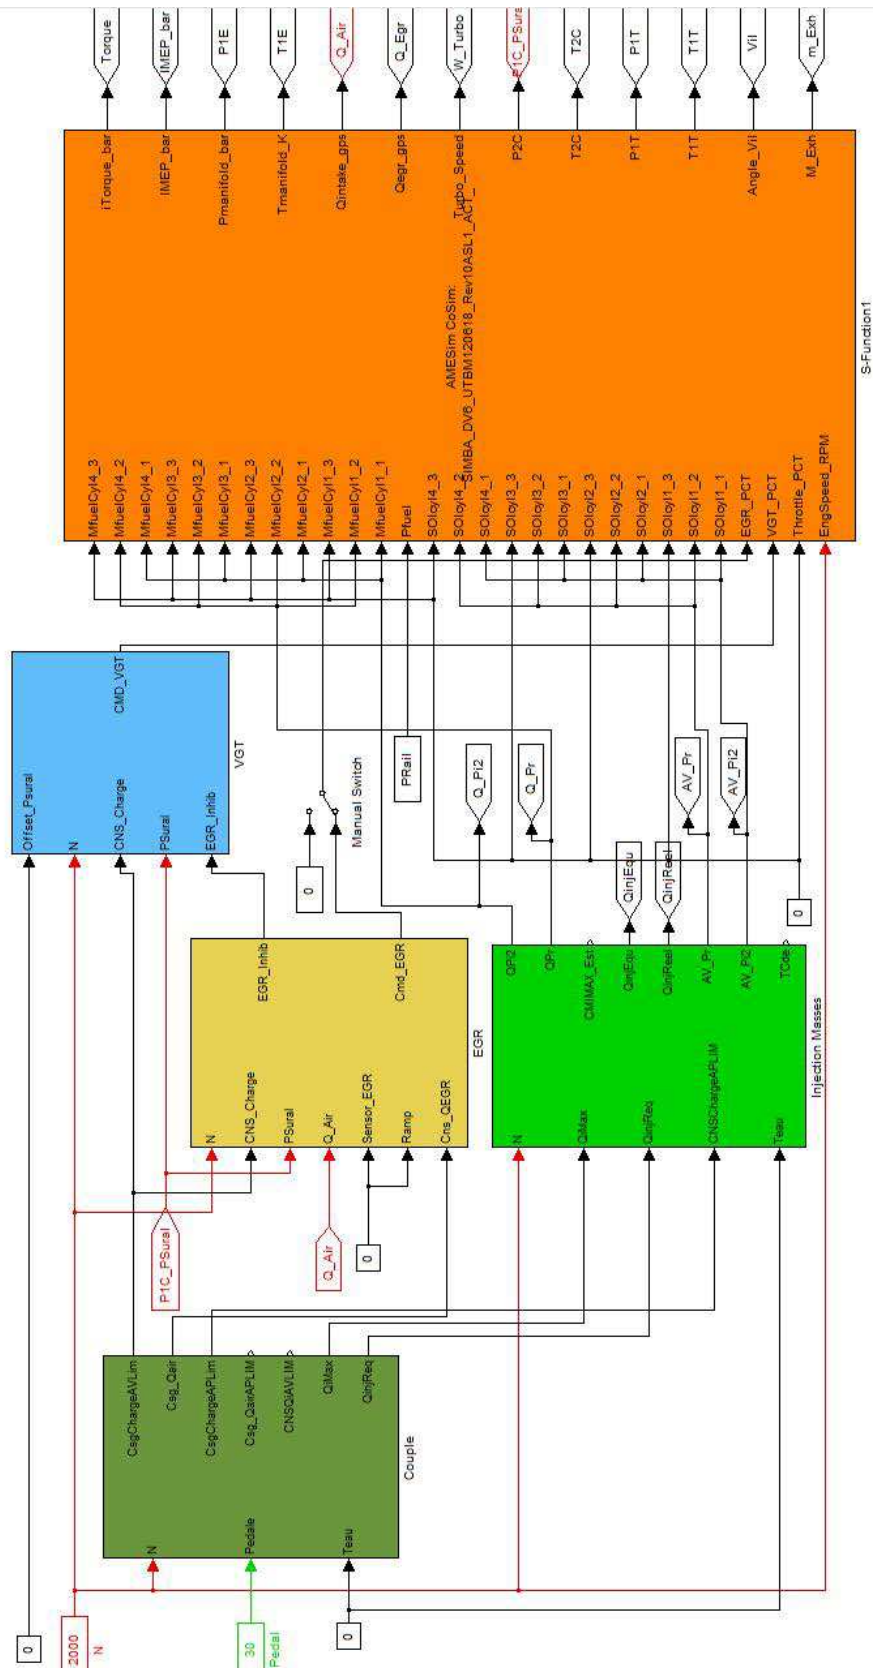 Torque
IMEP_bar
P1E
T1E
Q_Air
Q_Egr
W_Turbo
P1C_PSural
T2C
P1T
T1T
Vil
m_Exh
iTorque_bar
IMEP_bar
Pmanifold_bar
Tmanifold_K
Qintake_gps
Qegr_gps
Turbo_Speed
P2C
T2C
P1T
T1T
Angle_Vil
M_Exh
AMESim CoSim:
SIMBA_DV6_UTBM120618_Rev10ASL1_ACT_
S-Function1
MfuelCyl4_3
MfuelCyl4_2
MfuelCyl4_1
MfuelCyl3_3
MfuelCyl3_2
MfuelCyl3_1
MfuelCyl2_3
MfuelCyl2_2
MfuelCyl2_1
MfuelCyl1_3
MfuelCyl1_2
MfuelCyl1_1
Pfuel
SOIcyl4_3
SOIcyl4_2
SOIcyl4_1
SOIcyl3_3
SOIcyl3_2
SOIcyl3_1
SOIcyl2_3
SOIcyl2_2
SOIcyl2_1
SOIcyl1_3
SOIcyl1_2
SOIcyl1_1
EGR_PCT
VGT_PCT
Throttle_PCT
EngSpeed_RPM
CMD_VGT
VGT
Offset_Psural
N
CNS_Charge
PSural
EGR_Inhib
Manual Switch
PRail
Q_Pi2
Q_Pr
QinjEqu
QinjReel
AV_Pr
AV_Pi2
0
0
EGR_Inhib
Cmd_EGR
EGR
N
CNS_Charge
PSural
Q_Air
Sensor_EGR
Ramp
Cns_QEGR
QPi2
QPr
CMIMAX_Est
QinjEqu
QinjReel
AV_Pr
AV_Pi2
TCde
Injection Masses
N
QiMax
QinjReq
CNSChargeAPLIM
Teau
P1C_PSural
Q_Air
0
CsgChargeAVLim
Csg_Qair
CsgChargeAPLim
Csg_QairAPLIM
CNSQiAVLIM
QiMax
QinjReq
Couple
N
Pedale
Teau
0
2000
N
30
Pedal
0